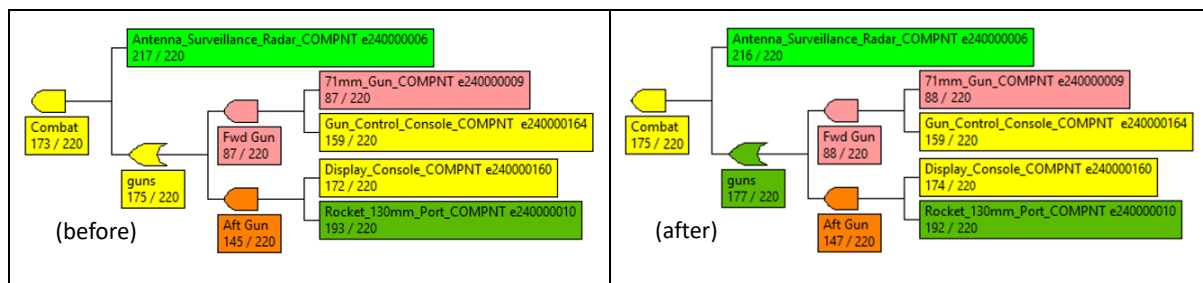 Antenna_Surveillance_Radar_COMPNT e240000006
217 / 220
71mm_Gun_COMPNT e240000009
87 / 220
Combat
173 / 220
Fwd Gun
87 / 220
Gun_Control_Console_COMPNT e240000164
159 / 220
guns
175 / 220
Display_Console_COMPNT e240000160
172 / 220
(before)
Aft Gun
145 / 220
Rocket_130mm_Port_COMPNT e240000010
193 / 220
Antenna_Surveillance_Radar_COMPNT e240000006
216 / 220
71mm_Gun_COMPNT e240000009
88 / 220
Combat
175 / 220
Fwd Gun
88 / 220
Gun_Control_Console_COMPNT e240000164
159 / 220
guns
177 / 220
Display_Console_COMPNT e240000160
174 / 220
(after)
Aft Gun
147 / 220
Rocket_130mm_Port_COMPNT e240000010
192 / 220